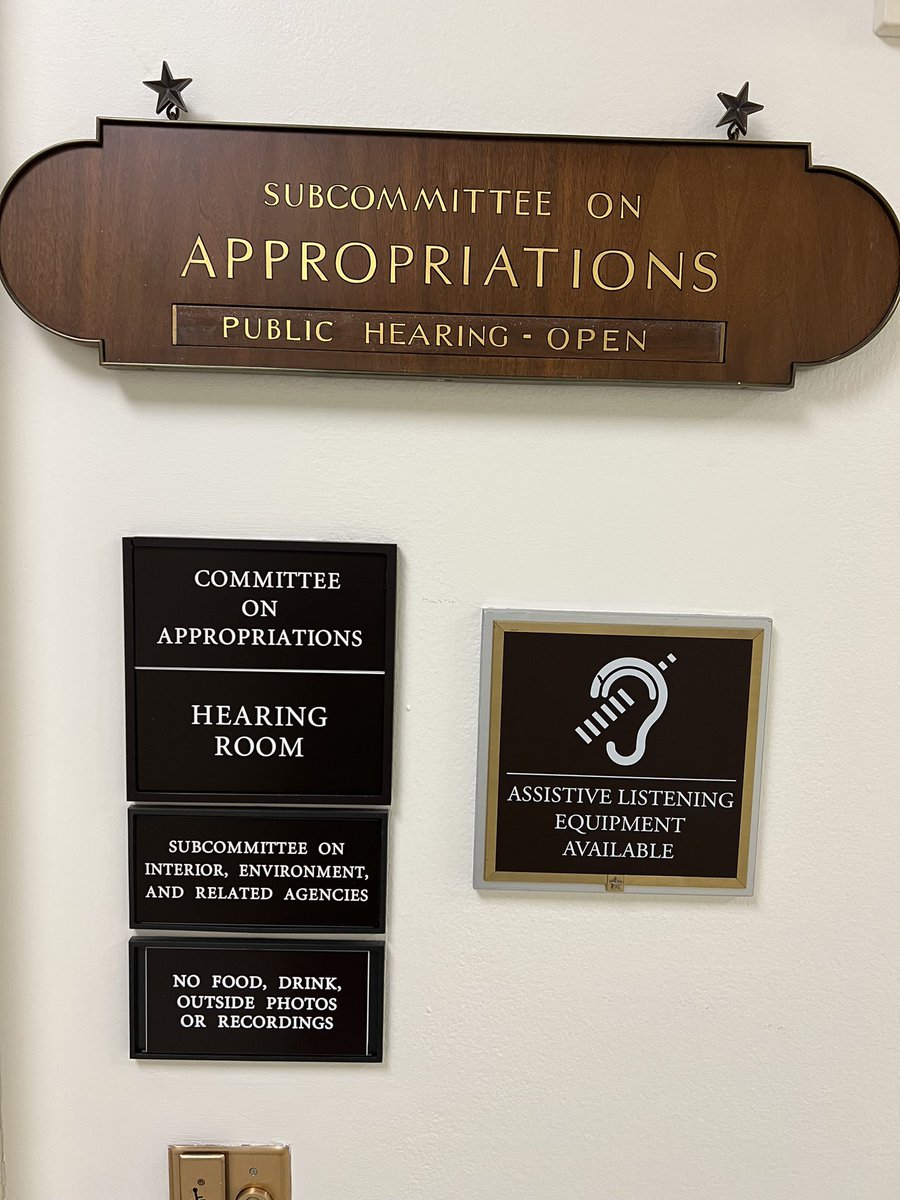 SUBCOMMITTEE ON
APPROPRIATIONS
PUBLIC HEARING - OPEN
COMMITTEE
ON
APPROPRIATIONS
HEARING
ROOM
SUBCOMMITTEE ON
INTERIOR, ENVIRONMENT,
AND RELATED AGENCIES
NO FOOD, DRINK,
OUTSIDE PHOTOS
OR RECORDINGS
ASSISTIVE LISTENING
EQUIPMENT
AVAILABLE